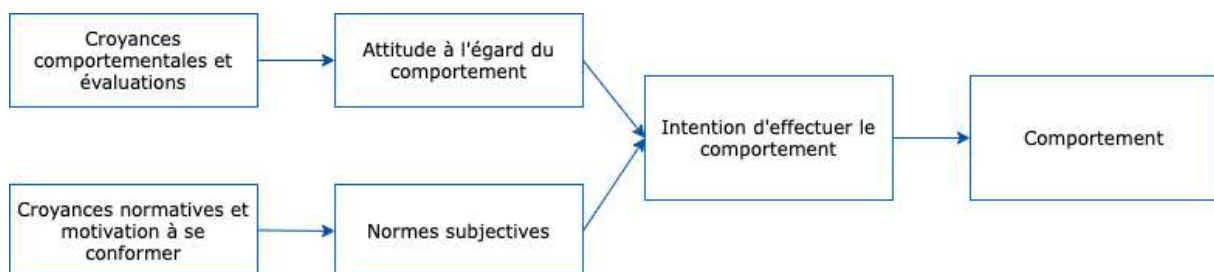 Croyances
comportementales et
évaluations
Attitude à l'égard du
comportement
Intention d'effectuer le
comportement
Comportement
Croyances normatives et
motivation à se
conformer
Normes subjectives